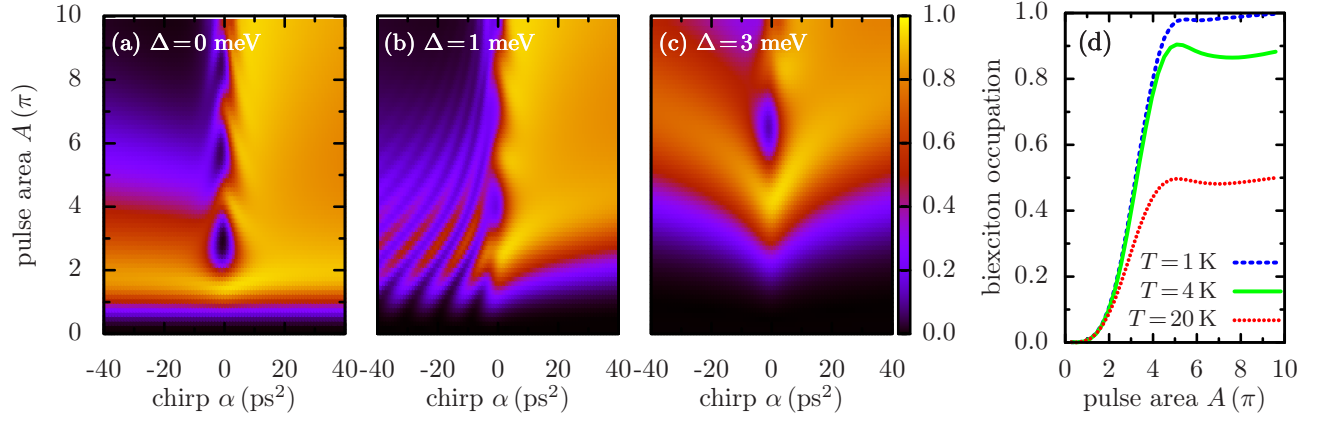 (a) Δ=0 meV
(b) Δ=1 meV
(c) Δ=3 meV
(d)
pulse area A (π)
10
8
6
4
2
0
-40 -20 0 20 40
-40 -20 0 20 40
-40 -20 0 20 40
chirp α (ps²)
chirp α (ps²)
chirp α (ps²)
1.0
0.8
0.6
0.4
0.2
0.0
biexciton occupation
1.0
0.8
0.6
0.4
0.2
0.0
T=1 K
T=4 K
T=20 K
0 2 4 6 8 10
pulse area A (π)